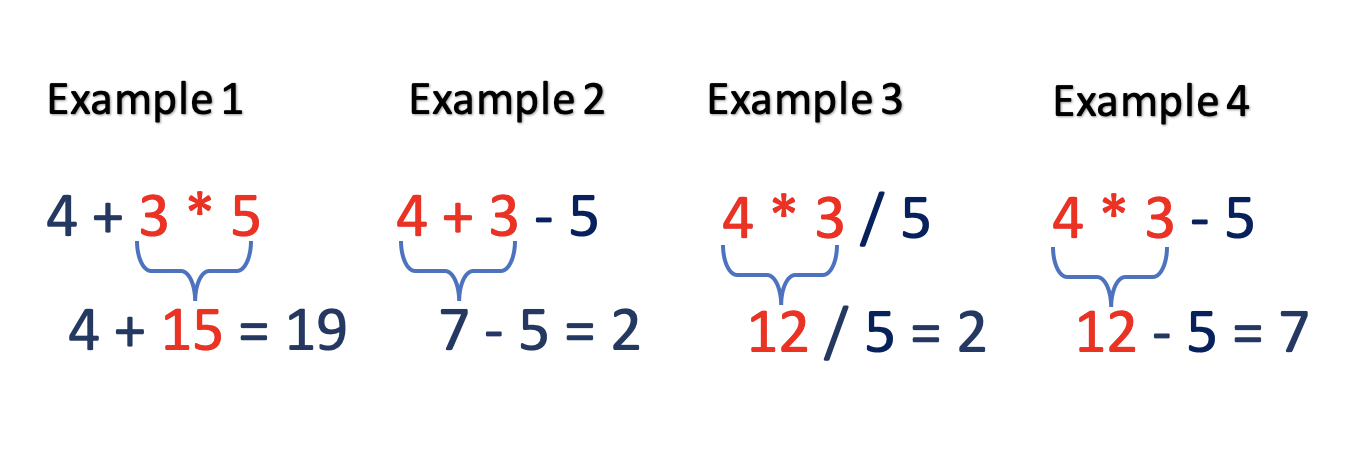 Example 1
4 + 3 * 5
4 + 15 = 19
Example 2
4 + 3 - 5
7 - 5 = 2
Example 3
4 * 3 / 5
12 / 5 = 2
Example 4
4 * 3 - 5
12 - 5 = 7